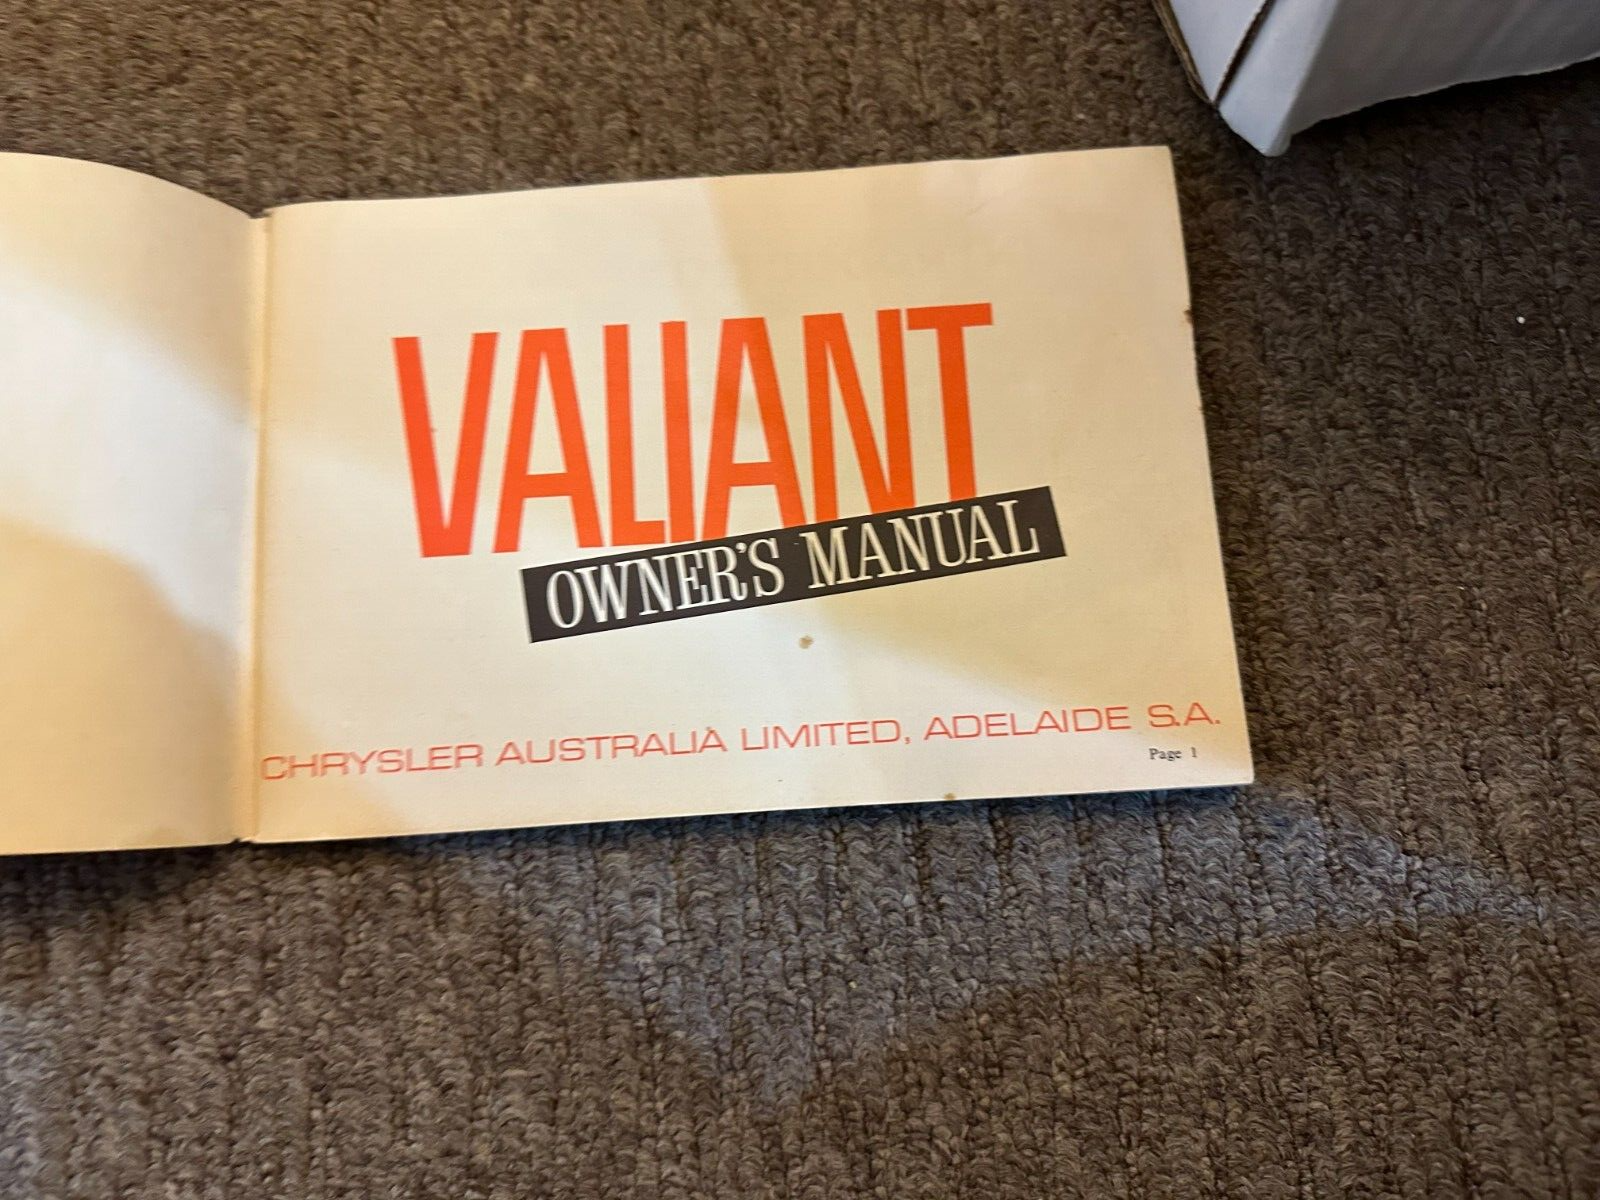 VALIANT
OWNER'S MANUAL
CHRYSLER AUSTRALIA LIMITED, ADELAIDE S.A.
Page 1